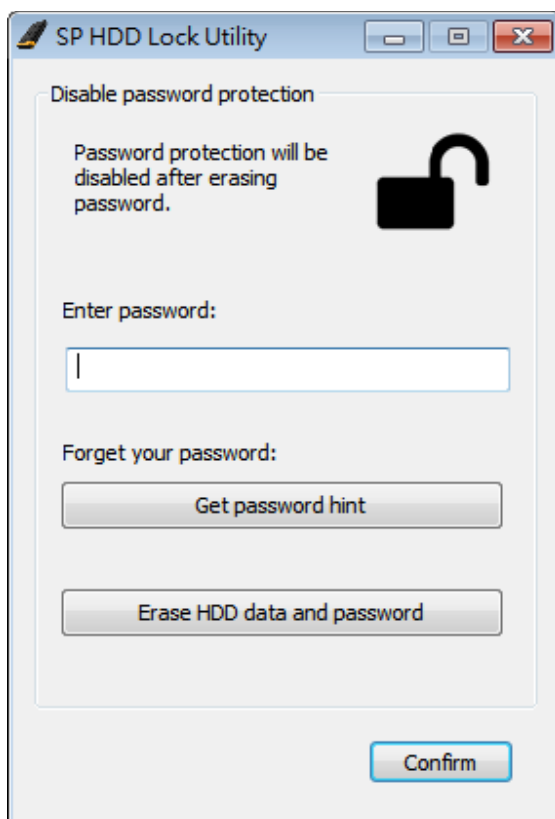 SP HDD Lock Utility
Disable password protection
Password protection will be
disabled after erasing
password.
Enter password:
Forget your password:
Get password hint
Erase HDD data and password
Confirm